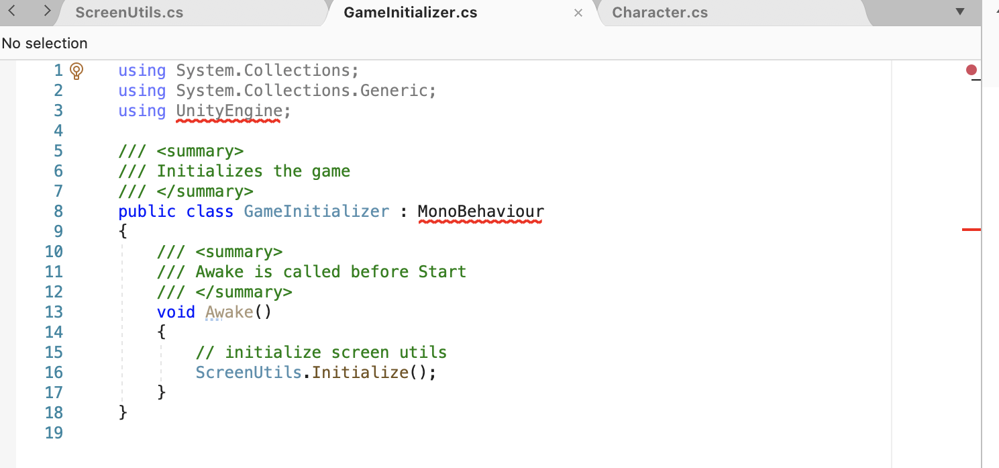 ScreenUtils.cs
GameInitializer.cs
Character.cs
No selection
1 using System.Collections;
2 using System.Collections.Generic;
3 using UnityEngine;
4
5 /// <summary>
6 /// Initializes the game
7 /// </summary>
8 public class GameInitializer : MonoBehaviour
9 {
10 /// <summary>
11 /// Awake is called before Start
12 /// </summary>
13 void Awake()
14 {
15 // initialize screen utils
16 ScreenUtils.Initialize();
17 }
18 }
19